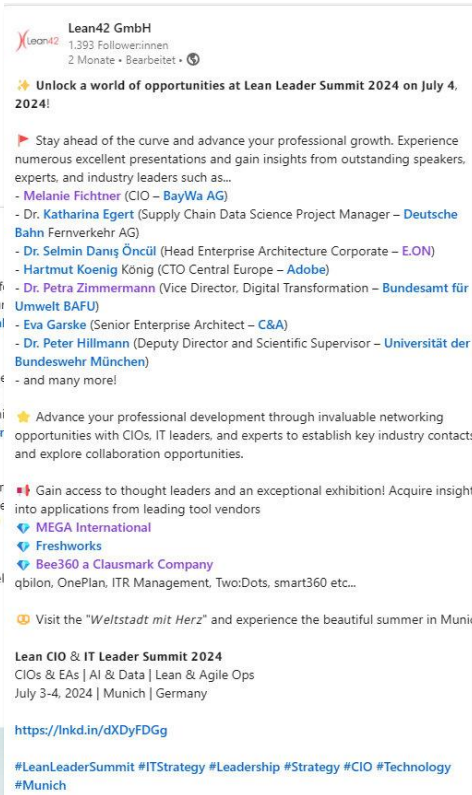 Lean42 GmbH
Lean42
1.393 Follower:innen
2 Monate • Bearbeitet •
✨ Unlock a world of opportunities at Lean Leader Summit 2024 on July 4,
2024!
🚩 Stay ahead of the curve and advance your professional growth. Experience
numerous excellent presentations and gain insights from outstanding speakers,
experts, and industry leaders such as...
- Melanie Fichtner (CIO – BayWa AG)
- Dr. Katharina Egert (Supply Chain Data Science Project Manager – Deutsche
Bahn Fernverkehr AG)
- Dr. Selmin Danış Öncül (Head Enterprise Architecture Corporate – E.ON)
- Hartmut Koenig König (CTO Central Europe – Adobe)
- Dr. Petra Zimmermann (Vice Director, Digital Transformation – Bundesamt für
Umwelt BAFU)
- Eva Garske (Senior Enterprise Architect – C&A)
- Dr. Peter Hillmann (Deputy Director and Scientific Supervisor – Universität der
Bundeswehr München)
- and many more!
⭐ Advance your professional development through invaluable networking
opportunities with CIOs, IT leaders, and experts to establish key industry contacts
and explore collaboration opportunities.
📢 Gain access to thought leaders and an exceptional exhibition! Acquire insight
into applications from leading tool vendors
💎 MEGA International
💎 Freshworks
💎 Bee360 a Clausmark Company
qbilon, OnePlan, ITR Management, Two:Dots, smart360 etc...
🥨 Visit the "Weltstadt mit Herz" and experience the beautiful summer in Munic
Lean CIO & IT Leader Summit 2024
CIOs & EAs | AI & Data | Lean & Agile Ops
July 3-4, 2024 | Munich | Germany
https://lnkd.in/dXDyFDGg
#LeanLeaderSummit #ITStrategy #Leadership #Strategy #CIO #Technology
#Munich